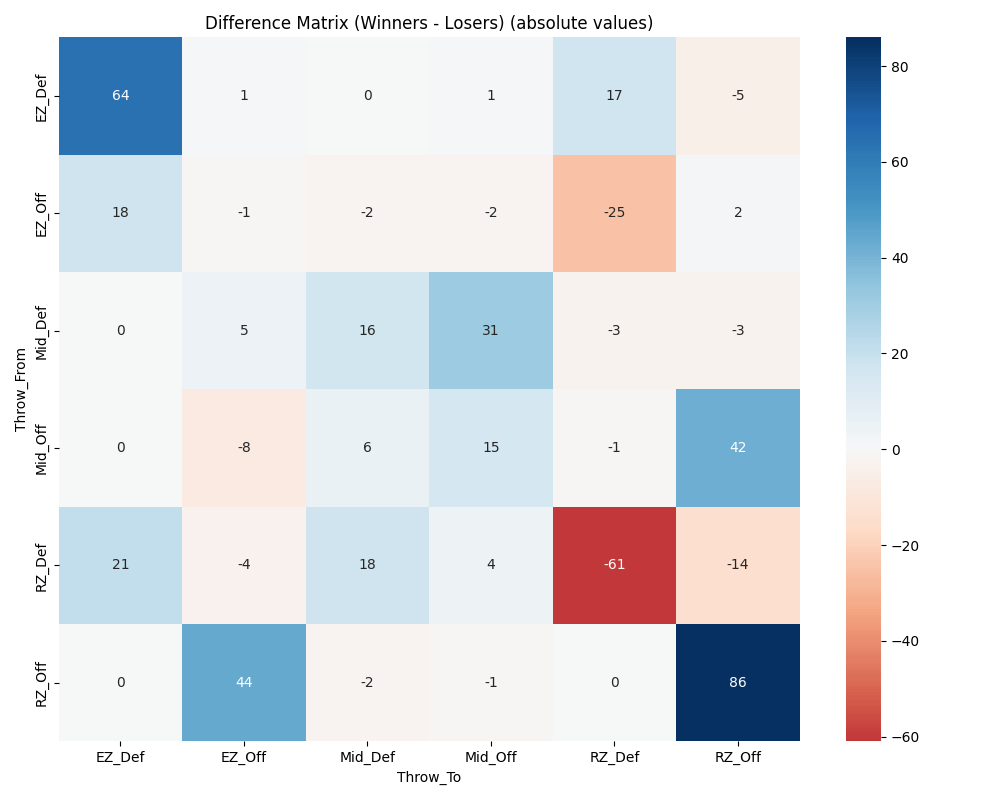 Difference Matrix (Winners - Losers) (absolute values)
EZ_Def 64 1 0 1 17 -5
EZ_Off 18 -1 -2 -2 -25 2
Mid_Def 0 5 16 31 -3 -3
Mid_Off 0 -8 6 15 -1 42
RZ_Def 21 -4 18 4 -61 -14
RZ_Off 0 44 -2 -1 0 86
Throw_From
EZ_Def EZ_Off Mid_Def Mid_Off RZ_Def RZ_Off
Throw_To
80
60
40
20
0
−20
−40
−60